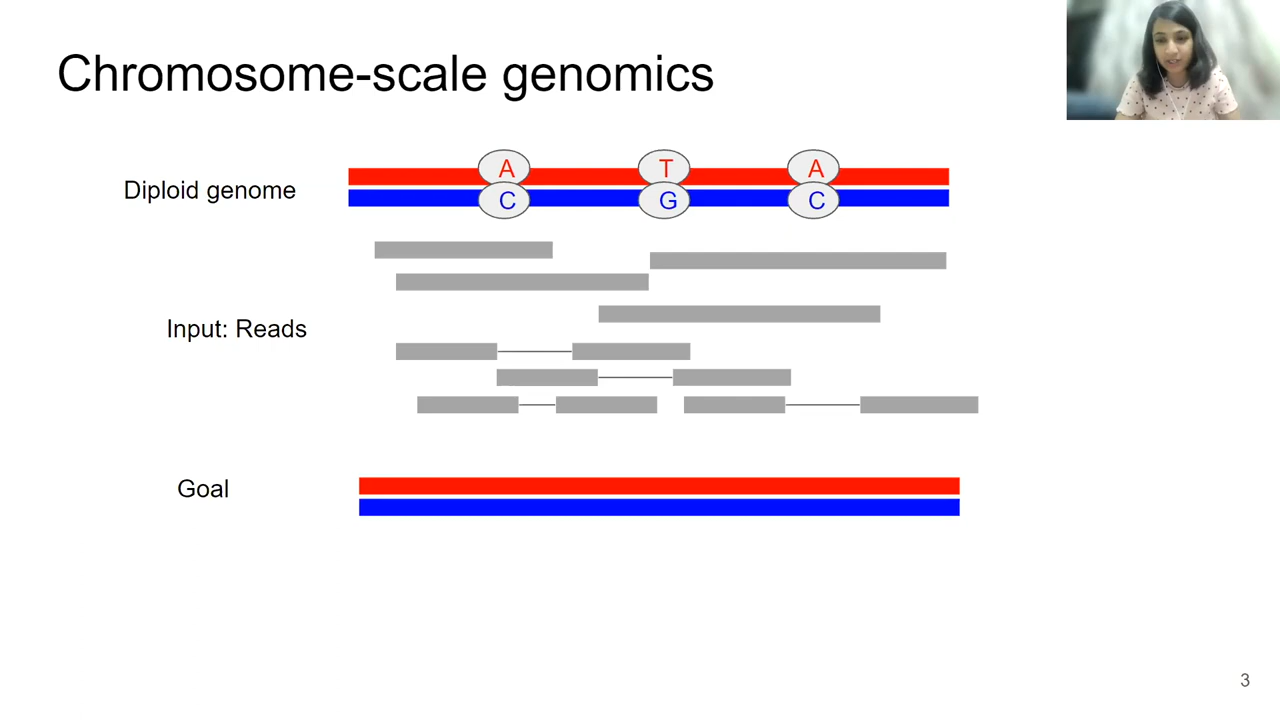 Chromosome-scale genomics
A T A
Diploid genome
C G C
Input: Reads
Goal
3